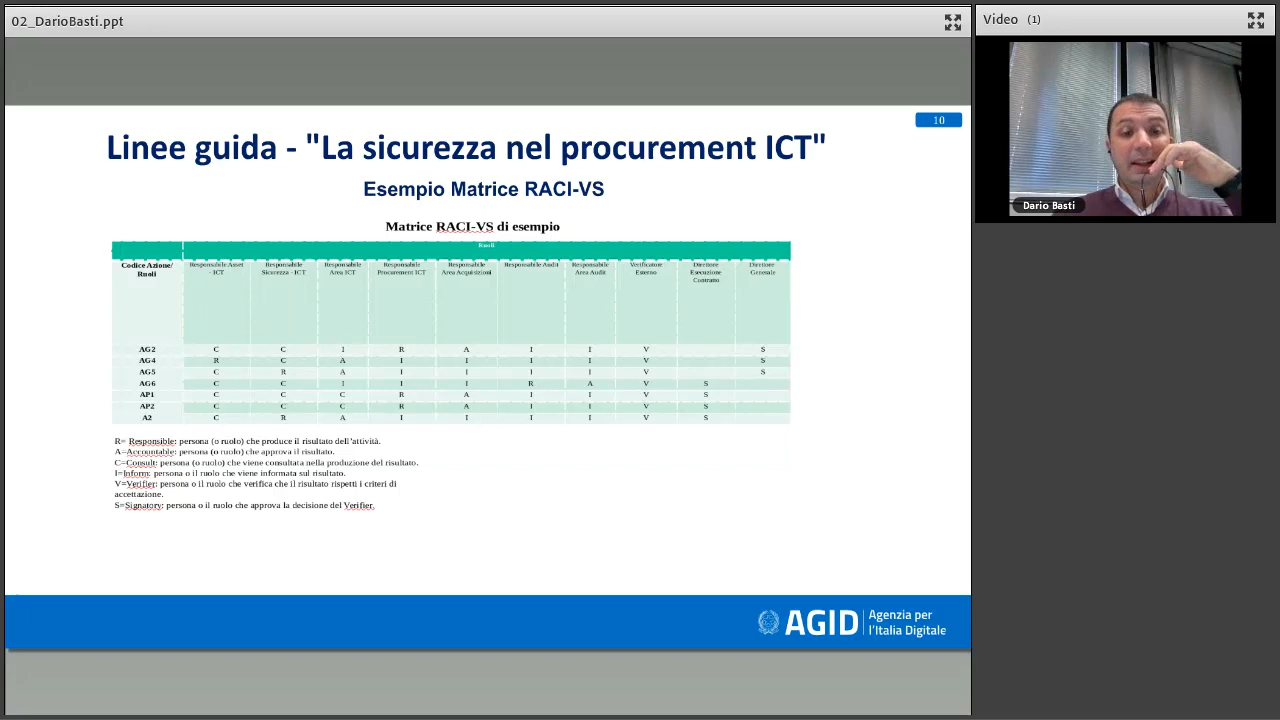 02_DarioBasti.ppt
Video (1)
Dario Basti
10
Linee guida - "La sicurezza nel procurement ICT"
Esempio Matrice RACI-VS
Matrice RACI-VS di esempio
Ruoli
Codice Azione/ Ruoli | Responsabile Asset - ICT | Responsabile Sicurezza - ICT | Responsabile Area ICT | Responsabile Procurement ICT | Responsabile Area Acquisizioni | Responsabile Audit | Responsabile Area Audit | Verificatore Esterno | Direttore Esecuzione Contratto | Direttore Generale
AG2 C C I R A I I V S
AG4 R C A I I I I V S
AG5 C R A I I I I V S
AG6 C C I I I R A V S
AP1 C C C R A I I V S
AP2 C C C R A I I V S
A2 C R A I I I I V S
R= Responsible: persona (o ruolo) che produce il risultato dell'attività.
A=Accountable: persona (o ruolo) che approva il risultato.
C=Consult: persona (o ruolo) che viene consultata nella produzione del risultato.
I=Inform: persona o il ruolo che viene informata sul risultato.
V=Verifier: persona o il ruolo che verifica che il risultato rispetti i criteri di
accettazione.
S=Signatory: persona o il ruolo che approva la decisione del Verifier.
AGID Agenzia per
l'Italia Digitale